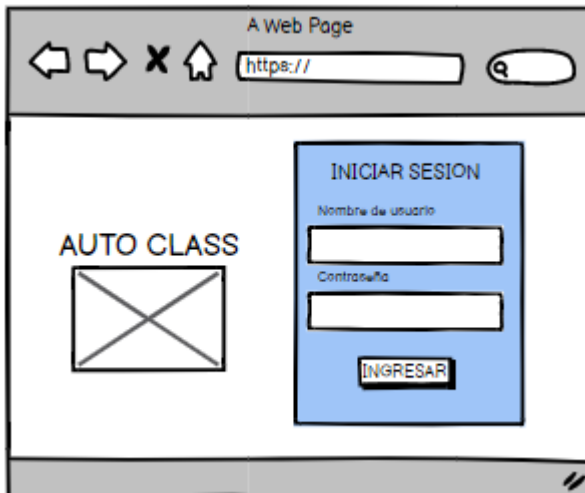 A Web Page
https://
INICIAR SESION
Nombre de usuario
AUTO CLASS
Contraseña
INGRESAR